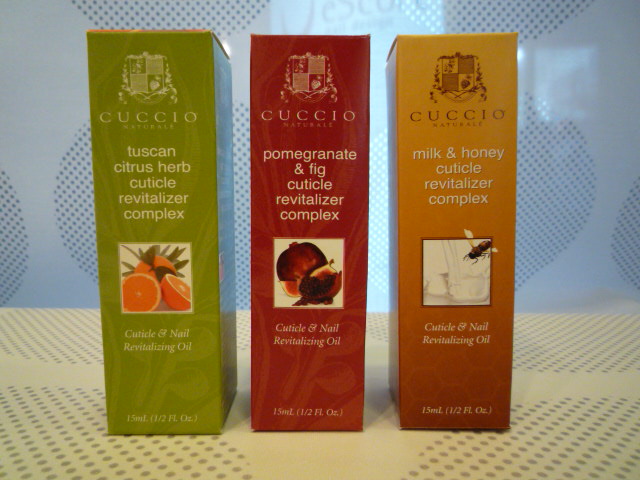 CUCCIO
NATURALÉ
tuscan
citrus herb
cuticle
revitalizer
complex
Cuticle & Nail
Revitalizing Oil
15mL (1/2 Fl. Oz.)
CUCCIO
NATURALÉ
pomegranate
& fig
cuticle
revitalizer
complex
Cuticle & Nail
Revitalizing Oil
15mL (1/2 Fl. Oz.)
CUCCIO
NATURALÉ
milk & honey
cuticle
revitalizer
complex
Cuticle & Nail
Revitalizing Oil
15mL (1/2 Fl. Oz.)